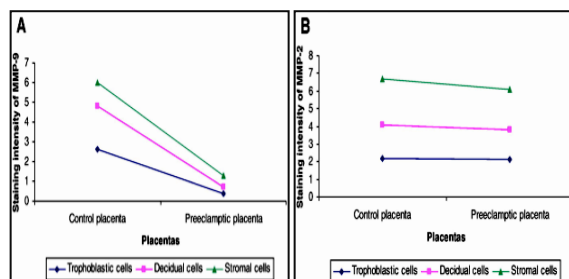 A
Staining intensity of MMP-9
7
6
5
4
3
2
1
0
Control placenta Preeclamptic placenta
Placentas
Trophoblastic cells Decidual cells Stromal cells
B
Staining intensity of MMP-2
8
7
6
5
4
3
2
1
0
Control placenta Preeclamptic placenta
Placentas
Trophoblastic cells Decidual cells Stromal cells